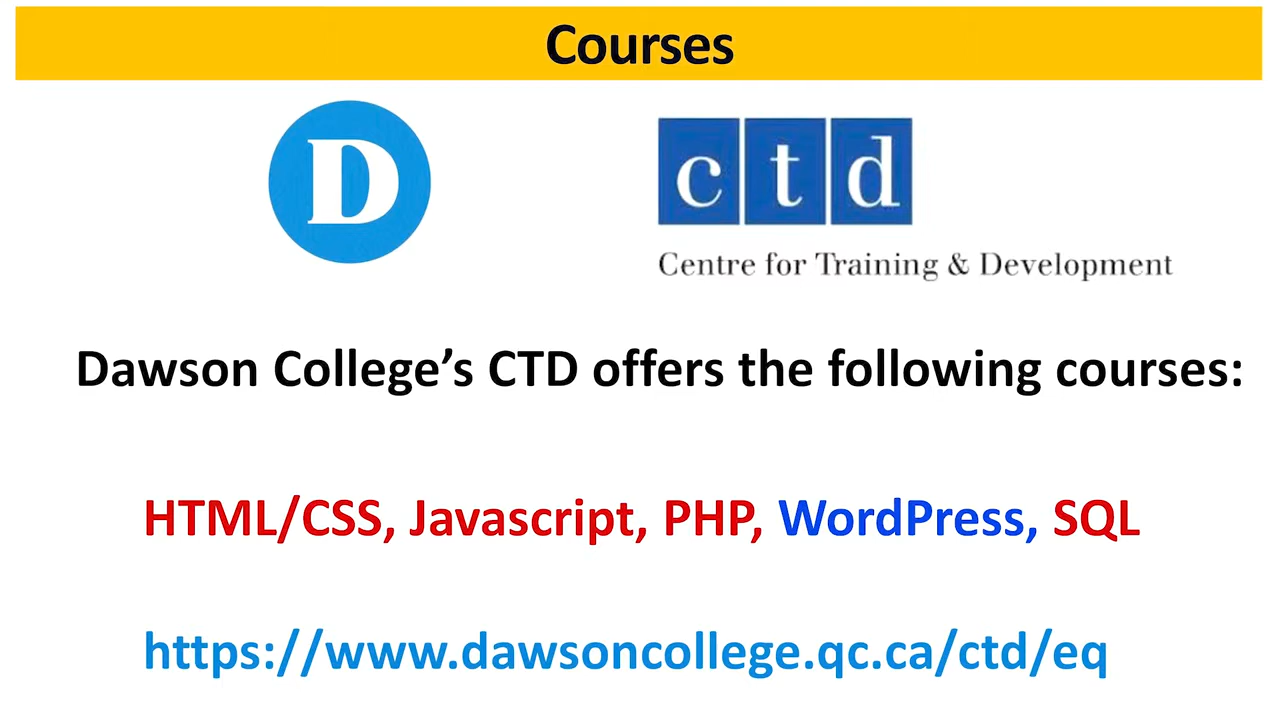 Courses
D
ctd
Centre for Training & Development
Dawson College’s CTD offers the following courses:
HTML/CSS, Javascript, PHP, WordPress, SQL
https://www.dawsoncollege.qc.ca/ctd/eq